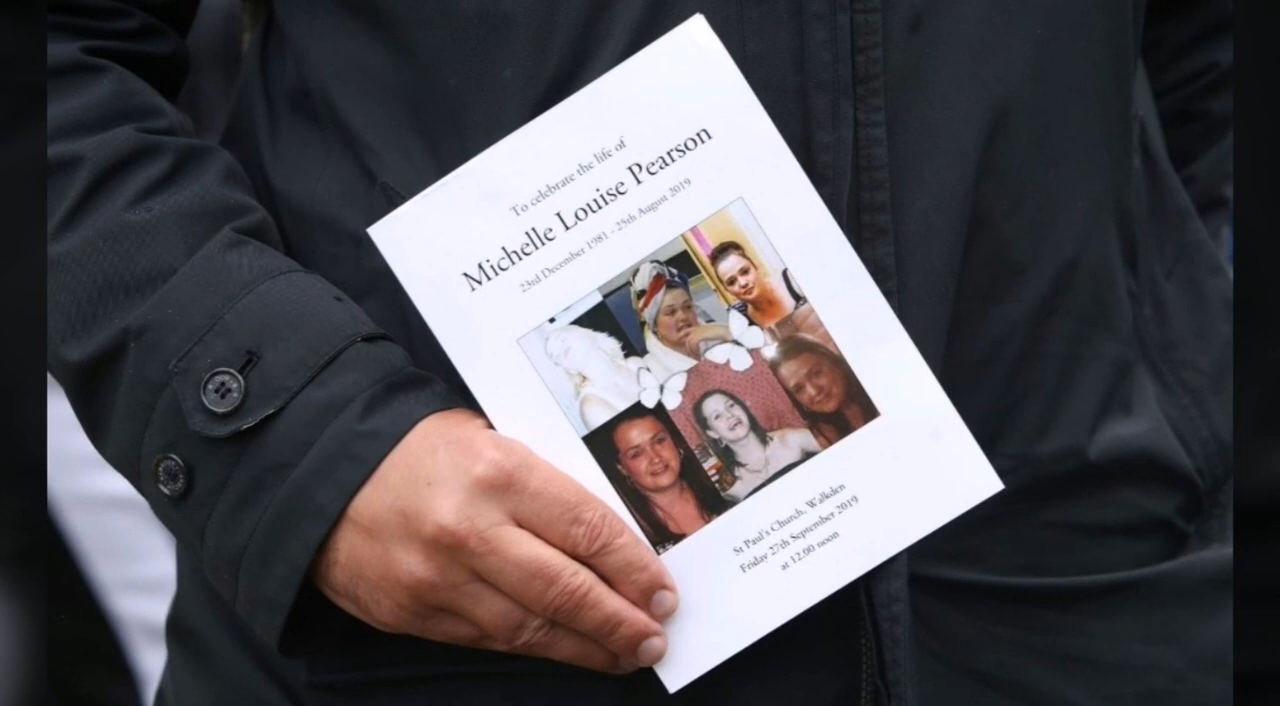 To celebrate the life of
Michelle Louise Pearson
23rd December 1981 - 25th August 2019
St Paul's Church, Walkden
Friday 27th September 2019
at 12.00 noon